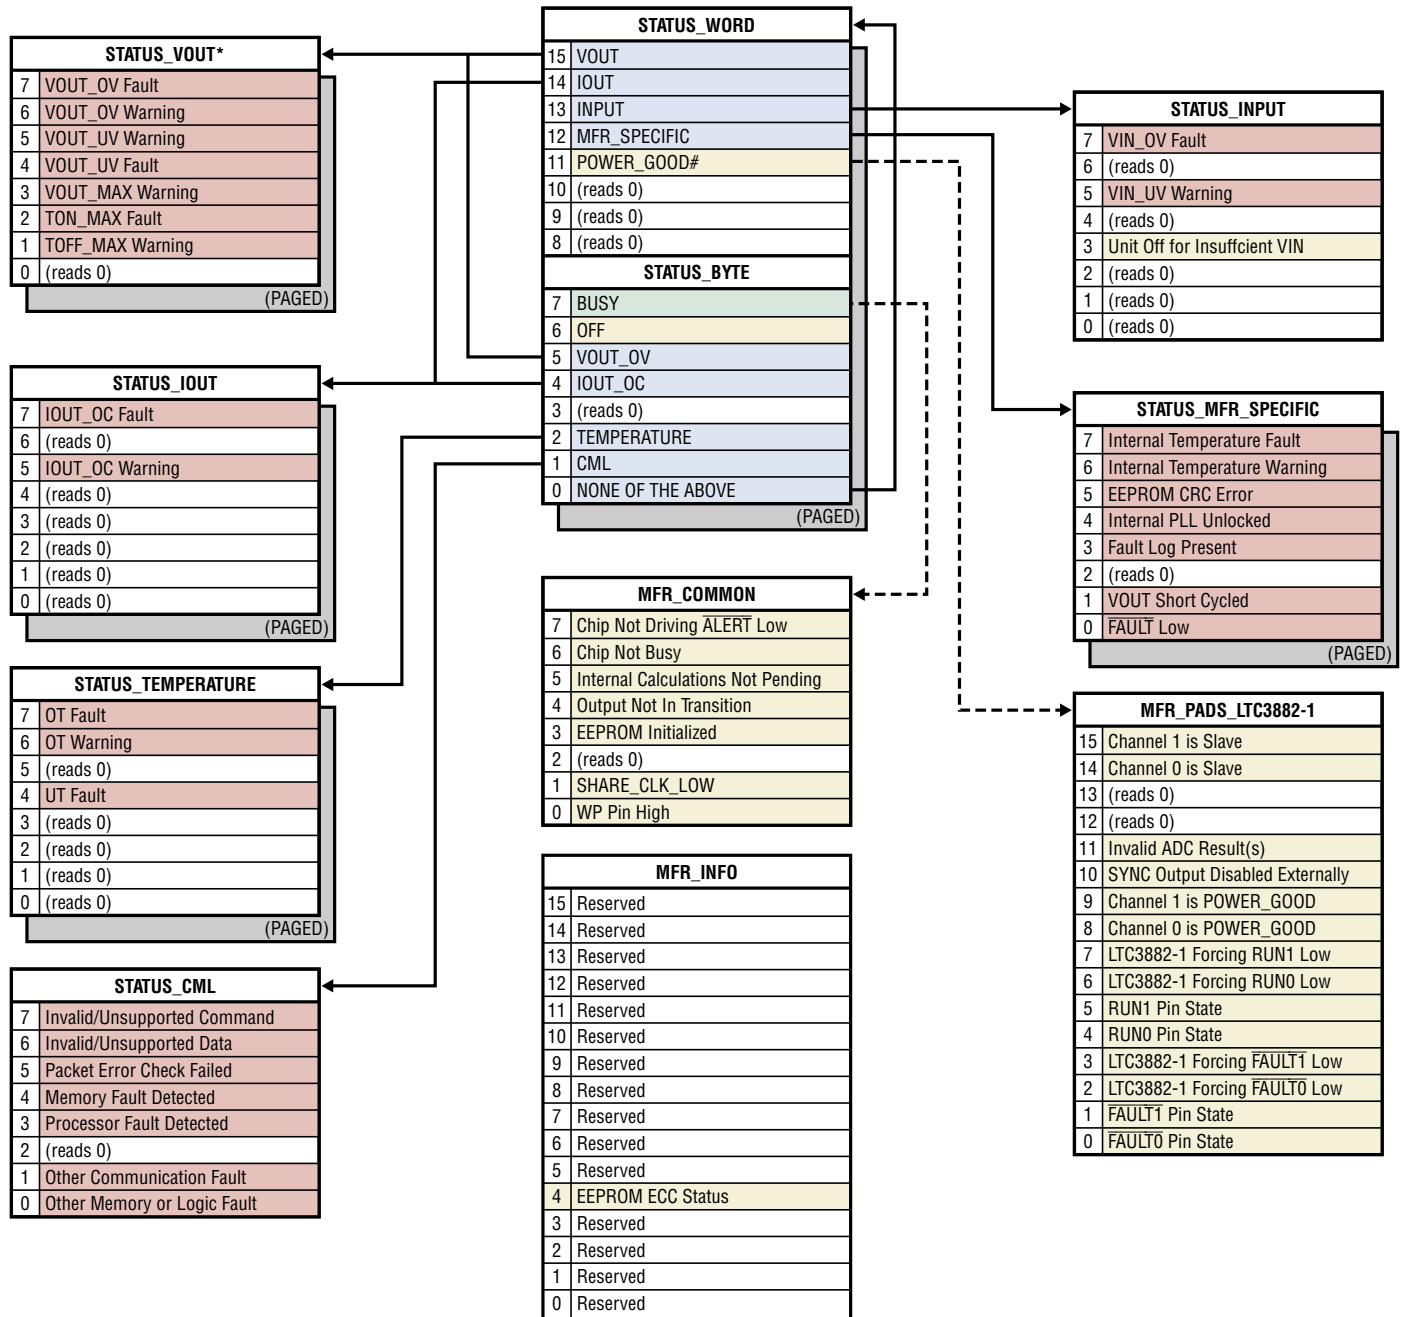 STATUS_VOUT*
7 VOUT_OV Fault
6 VOUT_OV Warning
5 VOUT_UV Warning
4 VOUT_UV Fault
3 VOUT_MAX Warning
2 TON_MAX Fault
1 TOFF_MAX Warning
0 (reads 0)
(PAGED)
STATUS_IOUT
7 IOUT_OC Fault
6 (reads 0)
5 IOUT_OC Warning
4 (reads 0)
3 (reads 0)
2 (reads 0)
1 (reads 0)
0 (reads 0)
(PAGED)
STATUS_TEMPERATURE
7 OT Fault
6 OT Warning
5 (reads 0)
4 UT Fault
3 (reads 0)
2 (reads 0)
1 (reads 0)
0 (reads 0)
(PAGED)
STATUS_CML
7 Invalid/Unsupported Command
6 Invalid/Unsupported Data
5 Packet Error Check Failed
4 Memory Fault Detected
3 Processor Fault Detected
2 (reads 0)
1 Other Communication Fault
0 Other Memory or Logic Fault
STATUS_WORD
15 VOUT
14 IOUT
13 INPUT
12 MFR_SPECIFIC
11 POWER_GOOD#
10 (reads 0)
9 (reads 0)
8 (reads 0)
STATUS_BYTE
7 BUSY
6 OFF
5 VOUT_OV
4 IOUT_OC
3 (reads 0)
2 TEMPERATURE
1 CML
0 NONE OF THE ABOVE
(PAGED)
MFR_COMMON
7 Chip Not Driving A̅L̅E̅R̅T̅ Low
6 Chip Not Busy
5 Internal Calculations Not Pending
4 Output Not In Transition
3 EEPROM Initialized
2 (reads 0)
1 SHARE_CLK_LOW
0 WP Pin High
MFR_INFO
15 Reserved
14 Reserved
13 Reserved
12 Reserved
11 Reserved
10 Reserved
9 Reserved
8 Reserved
7 Reserved
6 Reserved
5 Reserved
4 EEPROM ECC Status
3 Reserved
2 Reserved
1 Reserved
0 Reserved
STATUS_INPUT
7 VIN_OV Fault
6 (reads 0)
5 VIN_UV Warning
4 (reads 0)
3 Unit Off for Insuffcient VIN
2 (reads 0)
1 (reads 0)
0 (reads 0)
STATUS_MFR_SPECIFIC
7 Internal Temperature Fault
6 Internal Temperature Warning
5 EEPROM CRC Error
4 Internal PLL Unlocked
3 Fault Log Present
2 (reads 0)
1 VOUT Short Cycled
0 F̅A̅U̅L̅T̅ Low
(PAGED)
MFR_PADS_LTC3882-1
15 Channel 1 is Slave
14 Channel 0 is Slave
13 (reads 0)
12 (reads 0)
11 Invalid ADC Result(s)
10 SYNC Output Disabled Externally
9 Channel 1 is POWER_GOOD
8 Channel 0 is POWER_GOOD
7 LTC3882-1 Forcing RUN1 Low
6 LTC3882-1 Forcing RUN0 Low
5 RUN1 Pin State
4 RUN0 Pin State
3 LTC3882-1 Forcing F̅A̅U̅L̅T̅1̅ Low
2 LTC3882-1 Forcing F̅A̅U̅L̅T̅0̅ Low
1 F̅A̅U̅L̅T̅1̅ Pin State
0 F̅A̅U̅L̅T̅0̅ Pin State